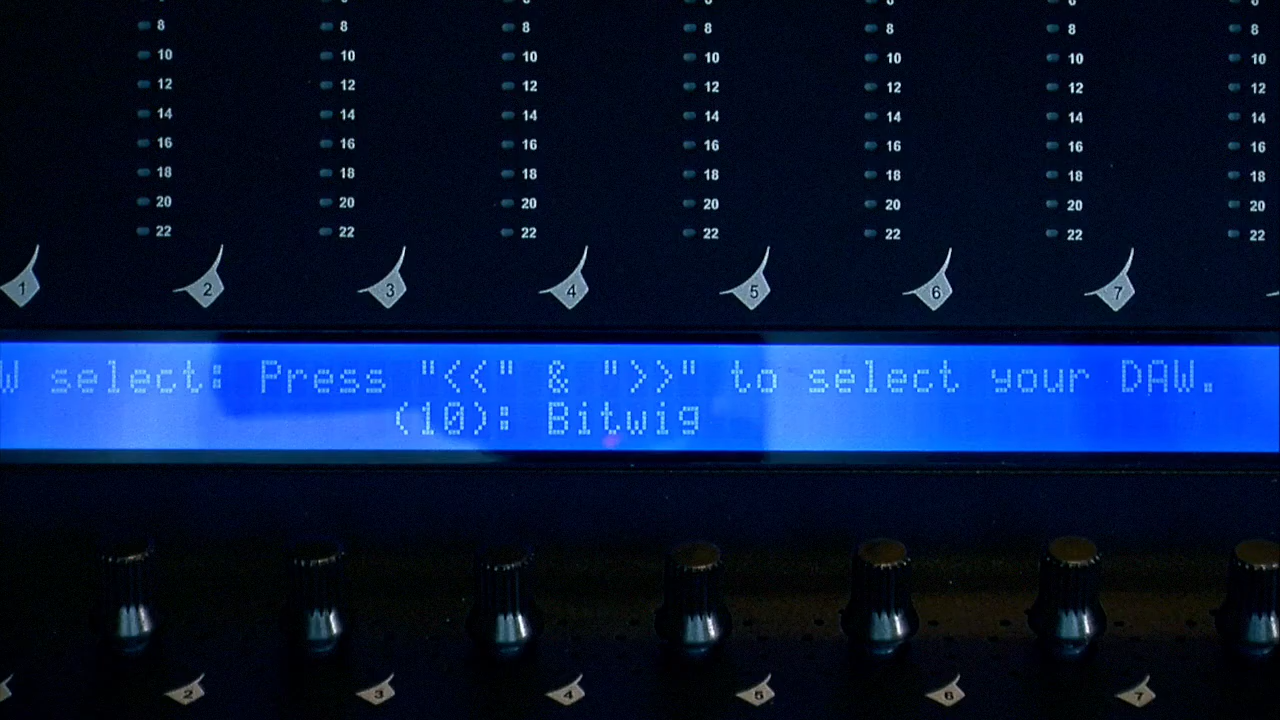 8 8 8 8 8 8 8
10 10 10 10 10 10 10
12 12 12 12 12 12 12
14 14 14 14 14 14 14
16 16 16 16 16 16 16
18 18 18 18 18 18 18
20 20 20 20 20 20 20
22 22 22 22 22 22 22
1 2 3 4 5 6 7
W select: Press "<<" & ">>" to select your DAW.
(10): Bitwig
2 3 4 5 6 7